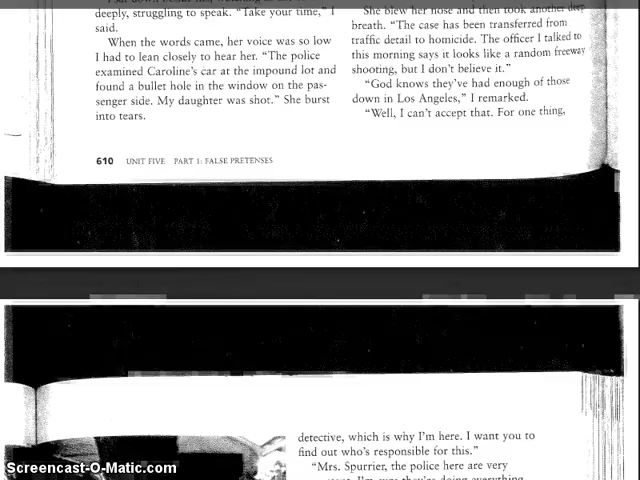 deeply, struggling to speak. "Take your time," I
said.
When the words came, her voice was so low
I had to lean closely to hear her. "The police
examined Caroline's car at the impound lot and
found a bullet hole in the window on the pas-
senger side. My daughter was shot." She burst
into tears.
She blew her nose and then took another deep
breath. "The case has been transferred from
traffic detail to homicide. The officer I talked to
this morning says it looks like a random freeway
shooting, but I don't believe it."
"God knows they've had enough of those
down in Los Angeles," I remarked.
"Well, I can't accept that. For one thing,
610 UNIT FIVE PART 1: FALSE PRETENSES
detective, which is why I'm here. I want you to
find out who's responsible for this."
"Mrs. Spurrier, the police here are very
Screencast-O-Matic.com